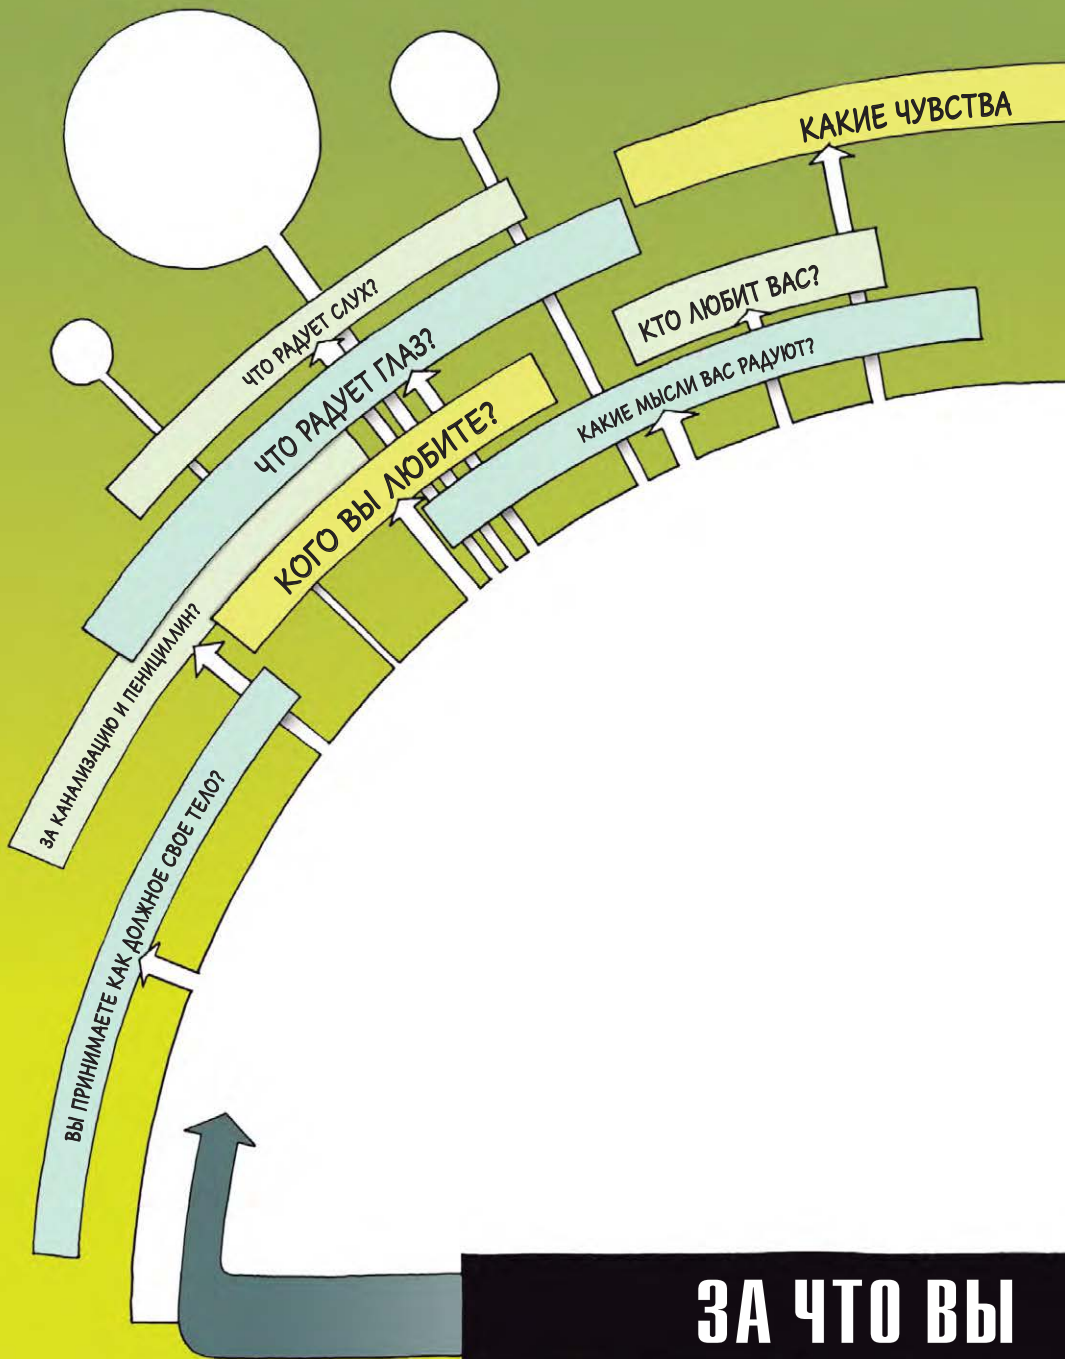 КАКИЕ ЧУВСТВА
КТО ЛЮБИТ ВАС?
ЧТО РАДУЕТ СЛУХ?
ЧТО РАДУЕТ ГЛАЗ?
КАКИЕ МЫСЛИ ВАС РАДУЮТ?
КОГО ВЫ ЛЮБИТЕ?
ЗА КАНАЛИЗАЦИЮ И ПЕНИЦИЛЛИН?
ВЫ ПРИНИМАЕТЕ КАК ДОЛЖНОЕ СВОЕ ТЕЛО?
ЗА ЧТО ВЫ